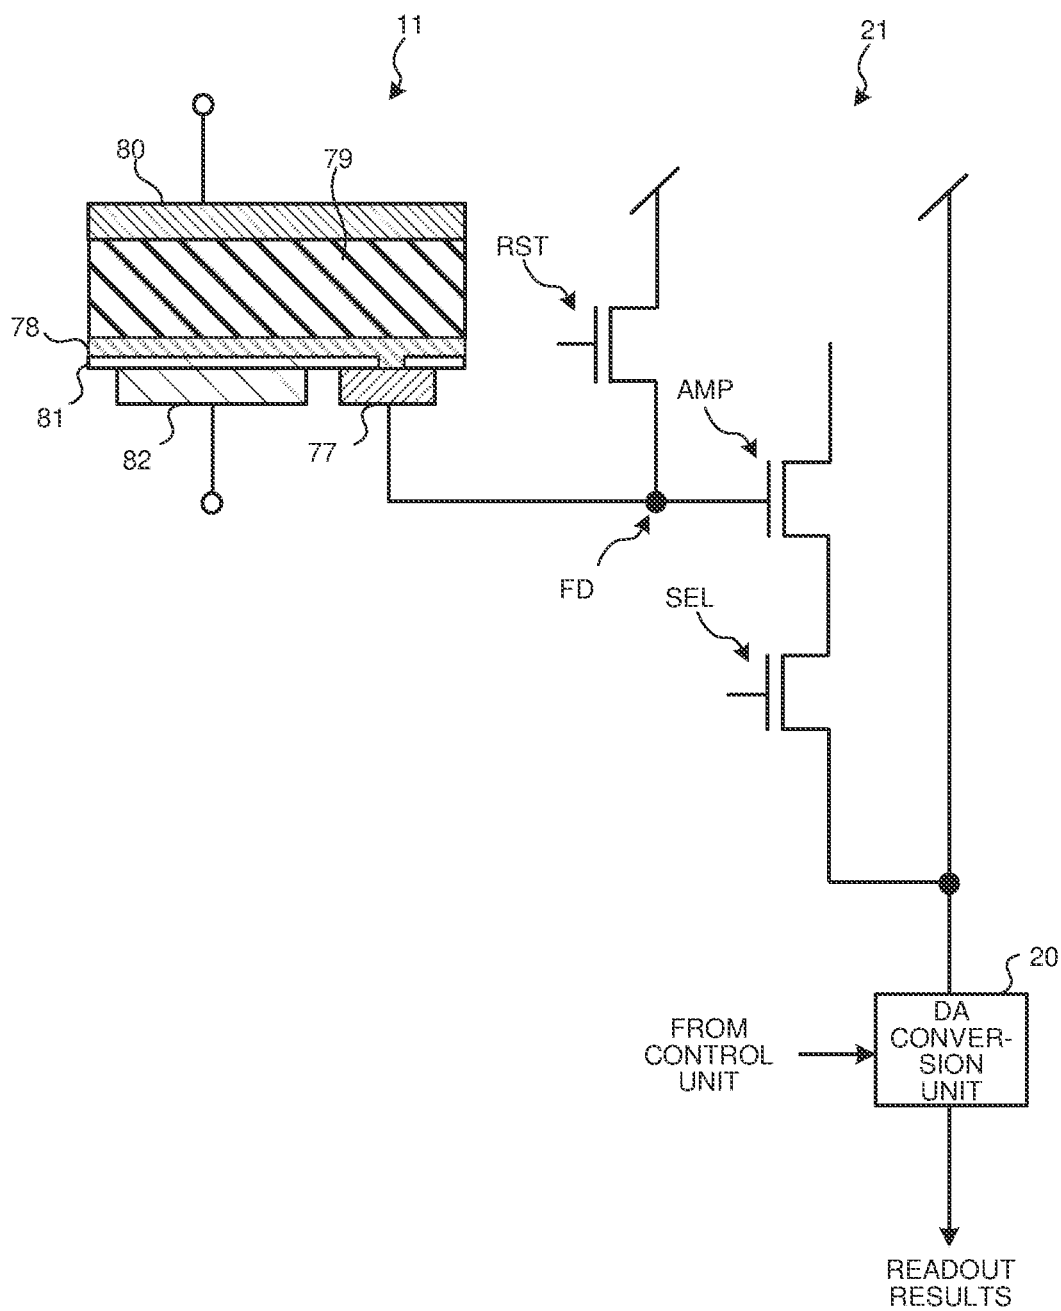 11
21
80
79
RST
78
AMP
81
82
77
FD
SEL
20
DA
CONVER-
SION
UNIT
FROM
CONTROL
UNIT
READOUT
RESULTS